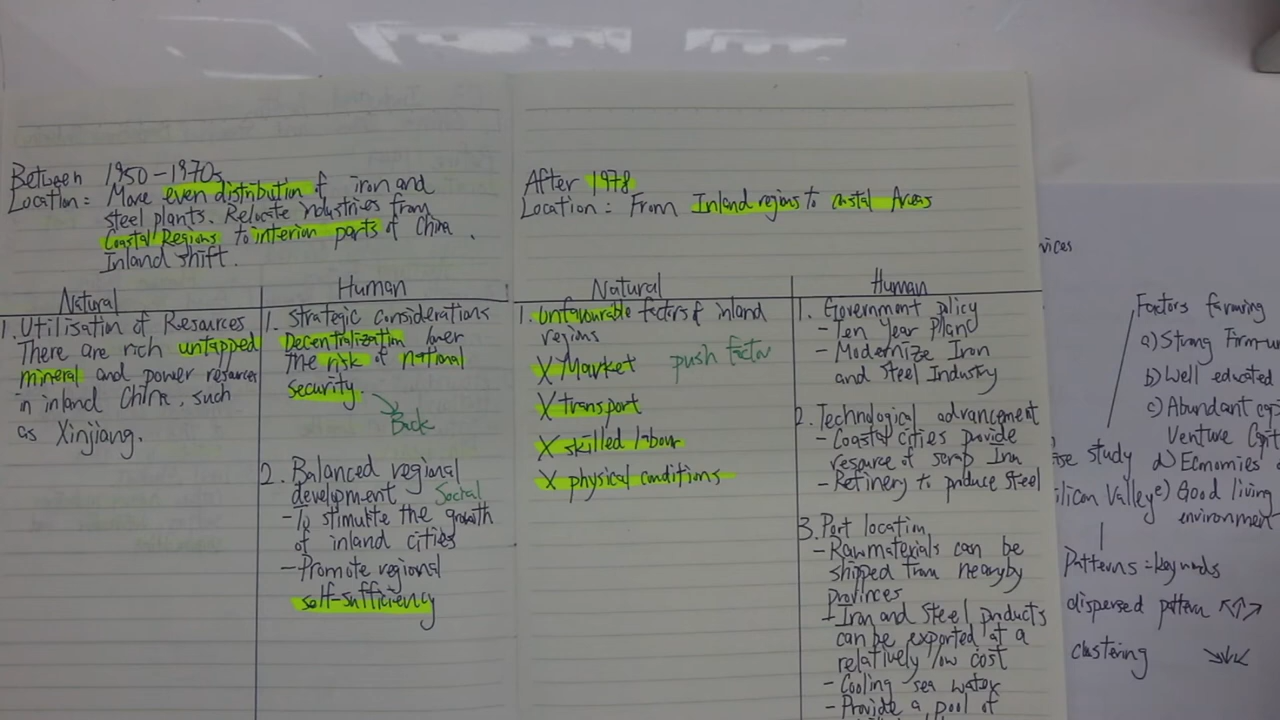 Between 1950-1970s
Location: More even distribution of iron and
steel plants. Relocate industries from
Coastal Regions to interior parts of China.
Inland shift.
Natural
1. Utilisation of Resources
There are rich untapped
mineral and power resources
in inland China, such
as Xinjiang.
Human
1. Strategic considerations
Decentralization lower
the risk of national
security.
Back
2. Balanced regional
development
Social
- To stimulate the growth
of inland cities
- Promote regional
self-sufficiency
After 1978
Location: From Inland regions to coastal Areas
Natural
1. Unfavourable factors of inland
regions
X Market
push factor
X transport
X skilled labour
X physical conditions
Human
1. Government policy
- Ten Year Plan
- Modernize Iron
and Steel Industry
2. Technological advancement
- Coastal cities provide
resource of scrap Iron
- Refinery to produce Steel
3. Port location
- Raw materials can be
shipped from nearyby
provinces
- Iron and Steel products
can be exported at a
relatively low cost
- Cooling sea water
- Provide a pool of
vices
Factors farming
a) Strong Firm-un
b) Well educated
c) Abundant cap
Venture Capit
study
d) Economies
ilicon Valley
e) Good living
environment
Patterns = keywords
dispersed pattern
clustering